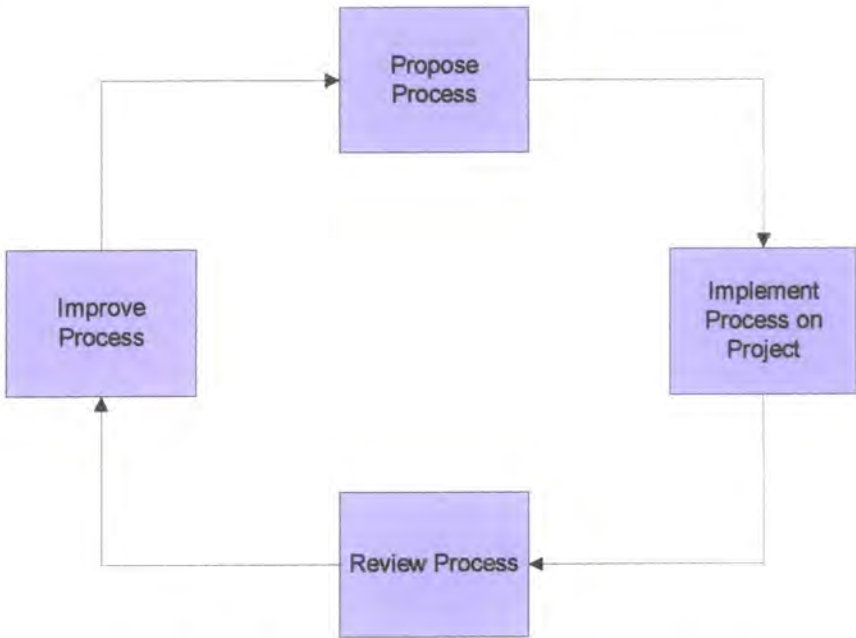 Propose
Process
Implement
Process on
Project
Improve
Process
Review Process